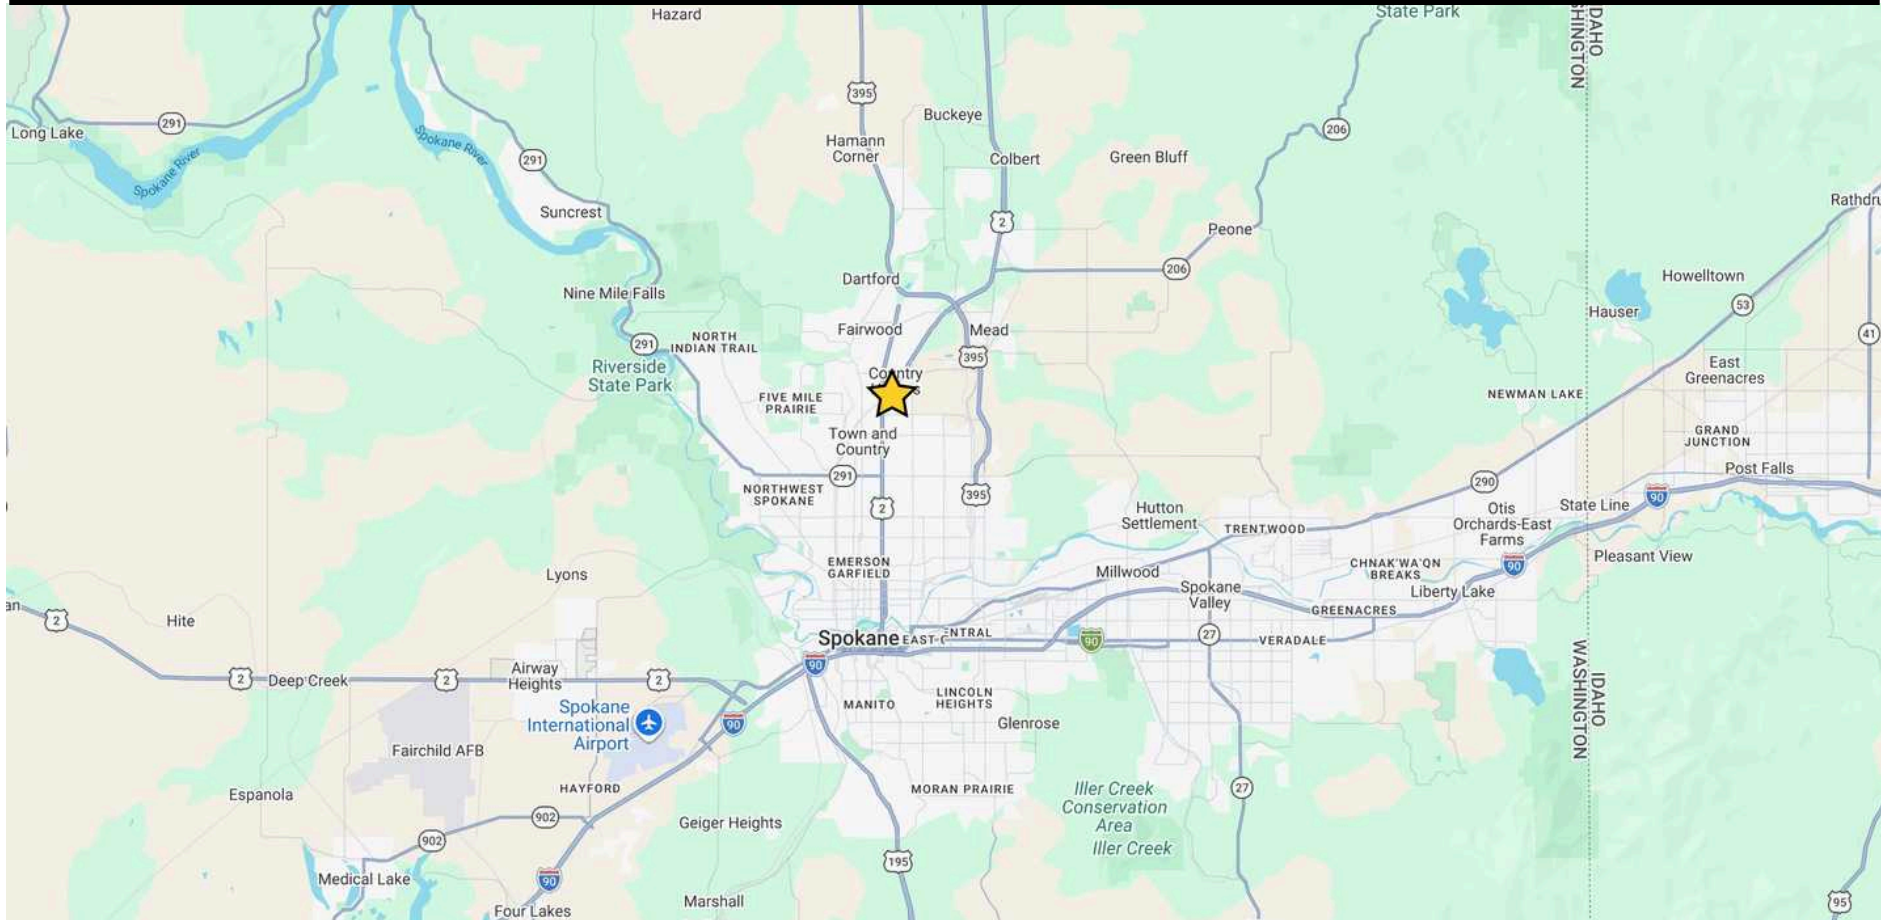 Hazard
State Park
IDAHO
WASHINGTON
395
Buckeye
291
Long Lake
Spokane River
Spokane River
291
Hamann
Corner
Colbert
Green Bluff
206
Suncrest
2
Peone
206
Dartford
Nine Mile Falls
Howelltown
53
Hauser
41
Fairwood
Mead
291
NORTH
INDIAN TRAIL
395
Riverside
State Park
Country
East
Greenacres
FIVE MILE
PRAIRIE
NEWMAN LAKE
Town and
Country
GRAND
JUNCTION
Post Falls
291
NORTHWEST
SPOKANE
395
290
90
2
Hutton
Settlement
TRENTWOOD
Otis
Orchards-East
Farms
State Line
Pleasant View
EMERSON
GARFIELD
Lyons
Millwood
CHNAK'WA'QN
BREAKS
90
Spokane
Valley
Liberty Lake
GREENACRES
2
Hite
Spokane
EAST C
ENTRAL
90
27
VERADALE
90
2
Deep Creek
2
Airway
Heights
2
IDAHO
WASHINGTON
Spokane
International
Airport
90
MANITO
LINCOLN
HEIGHTS
Glenrose
Fairchild AFB
Espanola
HAYFORD
MORAN PRAIRIE
Iller Creek
Conservation
Area
Iller Creek
27
902
902
Geiger Heights
195
Medical Lake
90
Marshall
Four Lakes
95